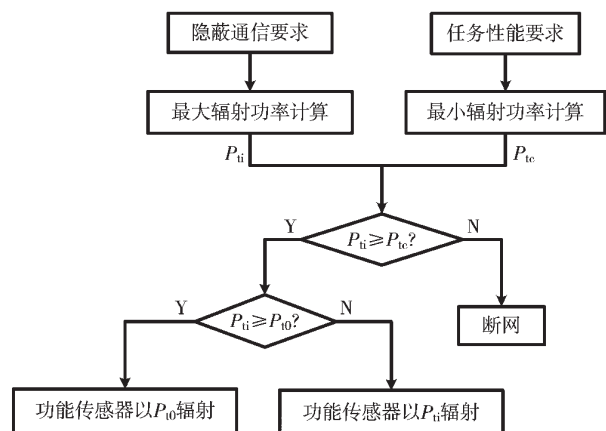 隐蔽通信要求
任务性能要求
最大辐射功率计算
最小辐射功率计算
Pti
Ptc
Y
Pti≥Ptc?
N
Y
Pti≥Pt0?
N
断网
功能传感器以Pt0辐射
功能传感器以Pti辐射